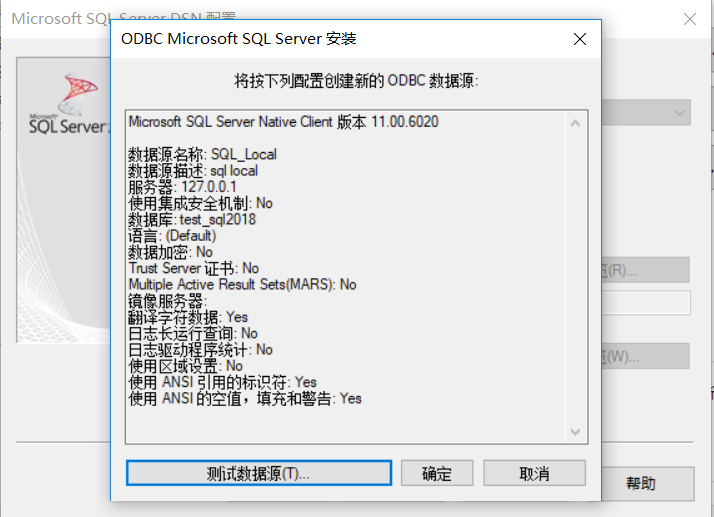 Microsoft SQL Server DSN 配置
ODBC Microsoft SQL Server 安装
将按下列配置创建新的 ODBC 数据源:
Microsoft
SQL Server
Microsoft SQL Server Native Client 版本 11.00.6020
数据源名称: SQL_Local
数据源描述: sql local
服务器: 127.0.0.1
使用集成安全机制: No
数据库: test_sql2018
语言: (Default)
数据加密: No
Trust Server 证书: No
Multiple Active Result Sets(MARS): No
镜像服务器:
翻译字符数据: Yes
日志长运行查询: No
日志驱动程序统计: No
使用区域设置: No
使用 ANSI 引用的标识符: Yes
使用 ANSI 的空值，填充和警告: Yes
(R)...
(W)...
测试数据源(T)...
确定
取消
帮助